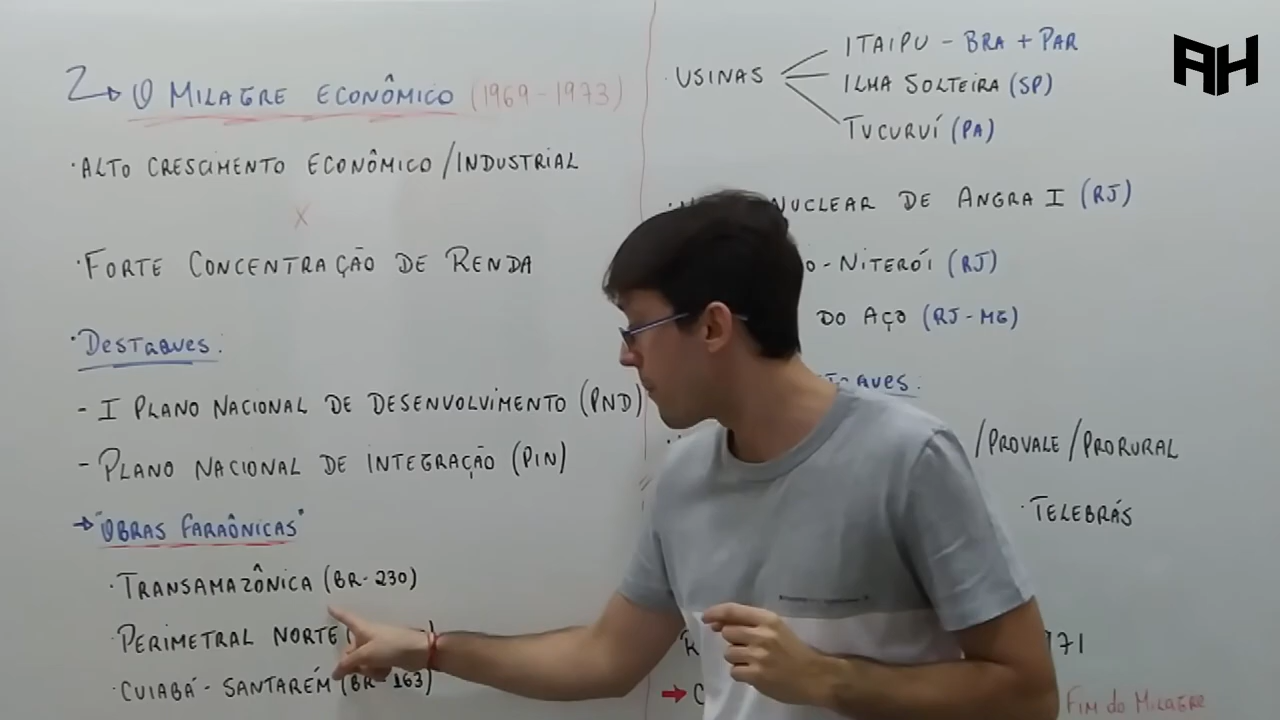 O MILAGRE ECONÔMICO (1969-1973)
·ALTO CRESCIMENTO ECONÔMICO/INDUSTRIAL
X
·FORTE CONCENTRAÇÃO DE RENDA
·DESTAQUES:
- I PLANO NACIONAL DE DESENVOLVIMENTO (PND)
- PLANO NACIONAL DE INTEGRAÇÃO (PIN)
→"OBRAS FARAÔNICAS"
·TRANSAMAZÔNICA (BR-230)
·PERIMETRAL NORTE (
·CUIABÁ - SANTARÉM (BR-163)
·USINAS
ITAIPU - BRA + PAR
ILHA SOLTEIRA (SP)
TUCURUÍ (PA)
NUCLEAR DE ANGRA I (RJ)
O-NITERÓI (RJ)
DO AÇO (RJ-MG)
/PROVALE/PRORURAL
·TELEBRÁS
71
FIM DO MILAGRE
AH